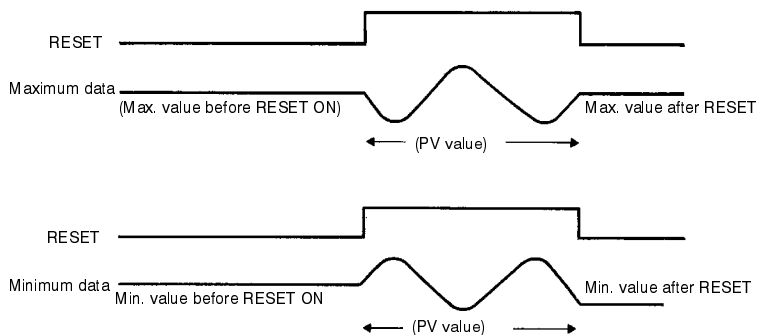 RESET
Maximum data
(Max. value before RESET ON)
Max. value after RESET
(PV value)
RESET
Minimum data
Min. value before RESET ON
Min. value after RESET
(PV value)